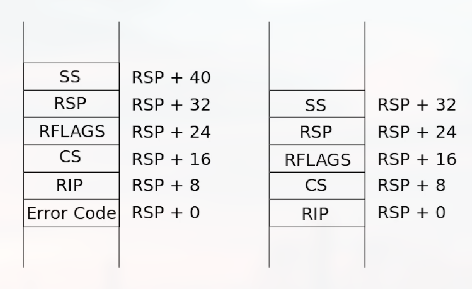 SS RSP + 40
RSP RSP + 32
RFLAGS RSP + 24
CS RSP + 16
RIP RSP + 8
Error Code RSP + 0
SS RSP + 32
RSP RSP + 24
RFLAGS RSP + 16
CS RSP + 8
RIP RSP + 0